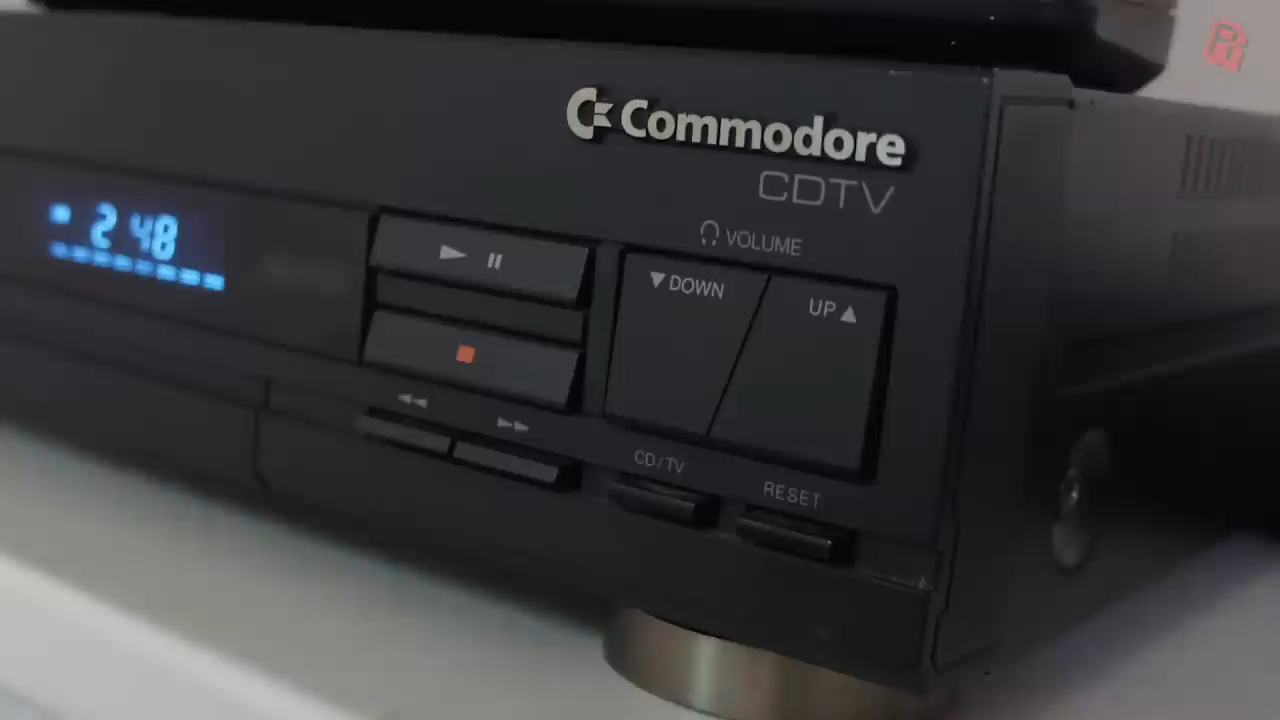 Commodore
CDTV
VOLUME
2 48
▼DOWN
UP▲
CD/TV
RESET